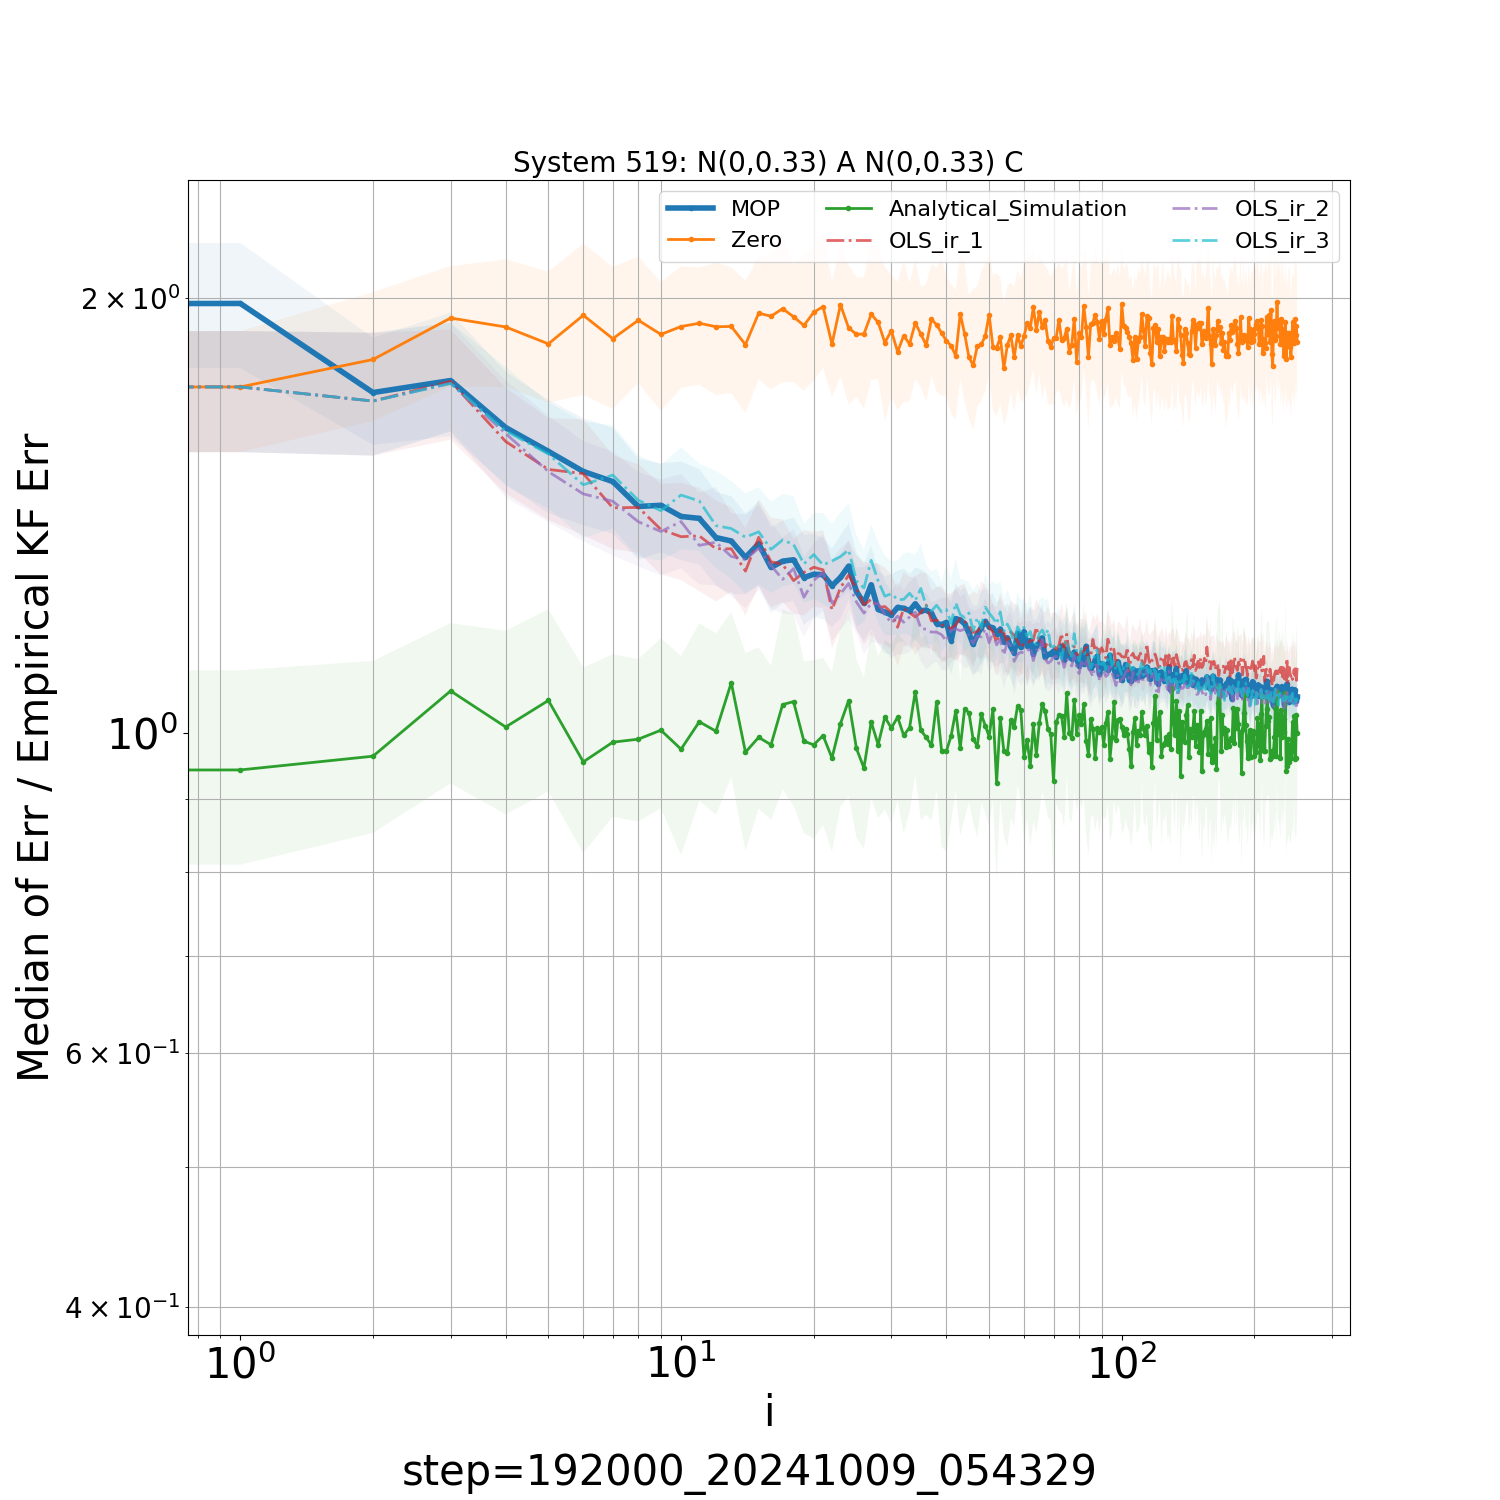 System 519: N(0,0.33) A N(0,0.33) C
MOP
Zero
Analytical_Simulation
OLS_ir_1
OLS_ir_2
OLS_ir_3
Median of Err / Empirical KF Err
2 × 10⁰
10⁰
6 × 10⁻¹
4 × 10⁻¹
10⁰ 10¹ 10²
i
step=192000_20241009_054329